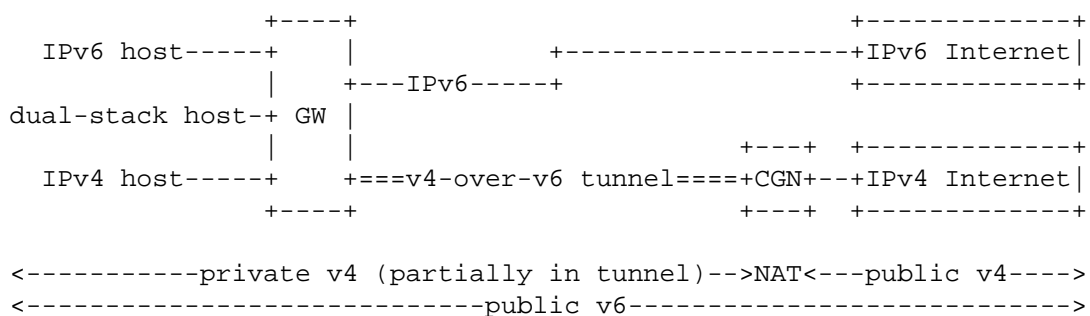 +----+                              +-------------+
  IPv6 host-----+    |            +------------------+IPv6 Internet|
                |    +---IPv6-----+                  +-------------+
dual-stack host-+ GW |
                |    |                        +---+  +-------------+
  IPv4 host-----+    +===v4-over-v6 tunnel====+CGN+--+IPv4 Internet|
                +----+                        +---+  +-------------+
<-----------private v4 (partially in tunnel)-->NAT<---public v4---->
<-----------------------------public v6---------------------------->